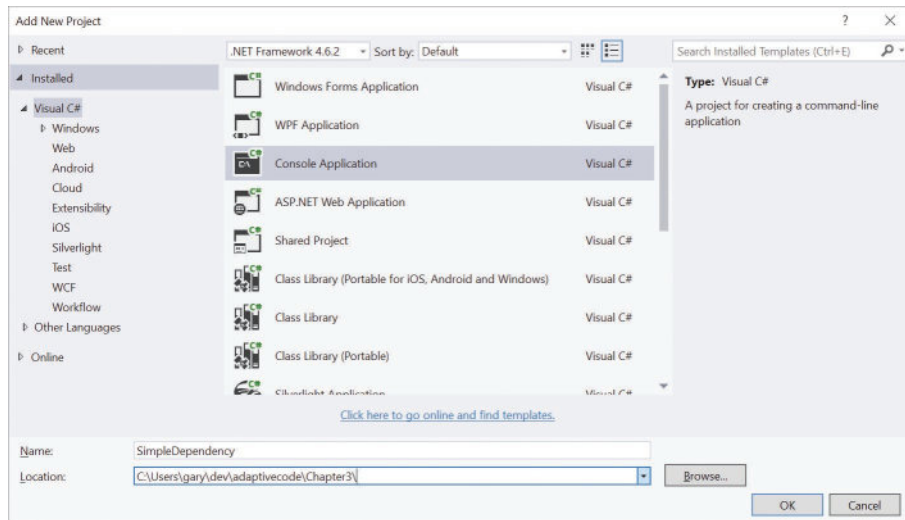 Add New Project
? ×
Recent
.NET Framework 4.6.2 Sort by: Default
Search Installed Templates (Ctrl+E)
Installed
Visual C#
Windows
Web
Android
Cloud
Extensibility
iOS
Silverlight
Test
WCF
Workflow
Other Languages
Online
Windows Forms Application Visual C#
WPF Application Visual C#
Console Application Visual C#
ASP.NET Web Application Visual C#
Shared Project Visual C#
Class Library (Portable for iOS, Android and Windows) Visual C#
Class Library Visual C#
Class Library (Portable) Visual C#
Silverlight Application Visual C#
Type: Visual C#
A project for creating a command-line
application
Click here to go online and find templates.
Name: SimpleDependency
Location: C:\Users\gary\dev\adaptivecode\Chapter3\
Browse...
OK Cancel